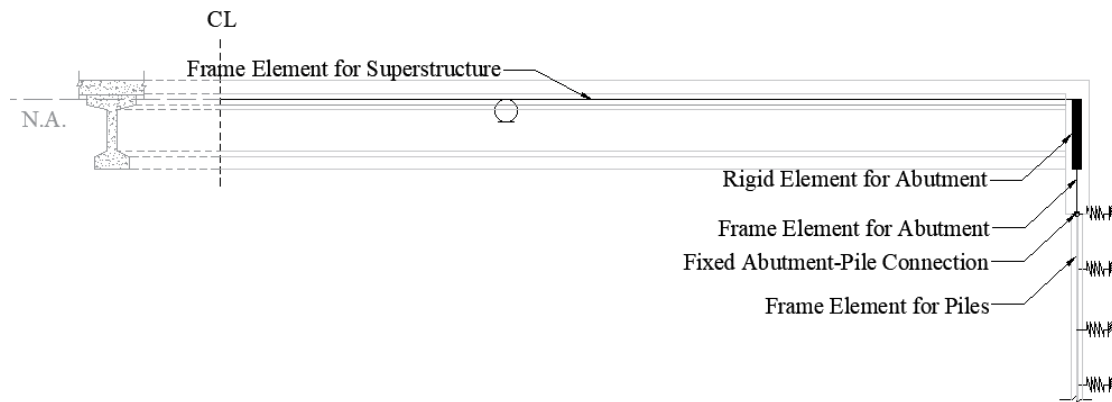 CL
Frame Element for Superstructure
N.A.
Rigid Element for Abutment
Frame Element for Abutment
Fixed Abutment-Pile Connection
Frame Element for Piles